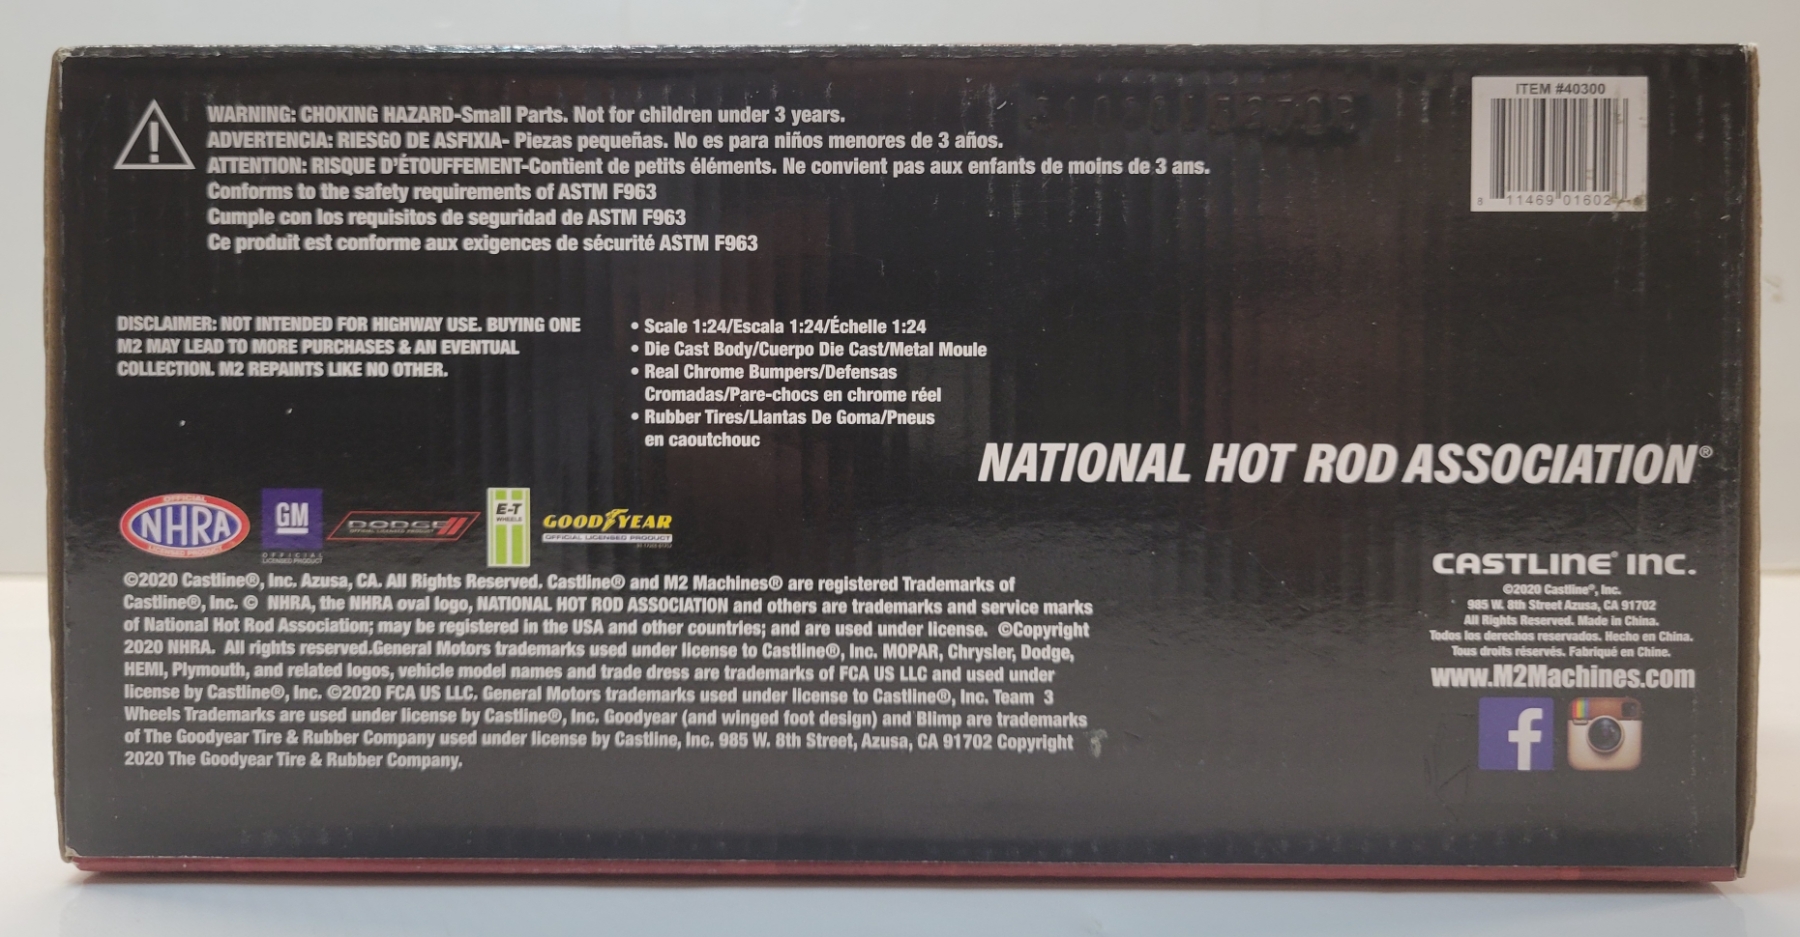 WARNING: CHOKING HAZARD-Small Parts. Not for children under 3 years.
ADVERTENCIA: RIESGO DE ASFIXIA- Piezas pequeñas. No es para niños menores de 3 años.
ATTENTION: RISQUE D'ÉTOUFFEMENT-Contient de petits éléments. Ne convient pas aux enfants de moins de 3 ans.
Conforms to the safety requirements of ASTM F963
Cumple con los requisitos de seguridad de ASTM F963
Ce produit est conforme aux exigences de sécurité ASTM F963
ITEM #40300
8 11469 01602
DISCLAIMER: NOT INTENDED FOR HIGHWAY USE. BUYING ONE
M2 MAY LEAD TO MORE PURCHASES & AN EVENTUAL
COLLECTION. M2 REPAINTS LIKE NO OTHER.
• Scale 1:24/Escala 1:24/Échelle 1:24
• Die Cast Body/Cuerpo Die Cast/Metal Moule
• Real Chrome Bumpers/Defensas
Cromadas/Pare-chocs en chrome réel
• Rubber Tires/Llantas De Goma/Pneus
en caoutchouc
NATIONAL HOT ROD ASSOCIATION®
OFFICIAL
NHRA
LICENSED PRODUCT
GM
OFFICIAL
LICENSED PRODUCT
DODGE
OFFICIAL LICENSED PRODUCT
E-T
WHEELS
GOODYEAR
OFFICIAL LICENSED PRODUCT
©2020 Castline®, Inc. Azusa, CA. All Rights Reserved. Castline® and M2 Machines® are registered Trademarks of
Castline®, Inc. © NHRA, the NHRA oval logo, NATIONAL HOT ROD ASSOCIATION and others are trademarks and service marks
of National Hot Rod Association; may be registered in the USA and other countries; and are used under license. ©Copyright
2020 NHRA. All rights reserved.General Motors trademarks used under license to Castline®, Inc. MOPAR, Chrysler, Dodge,
HEMI, Plymouth, and related logos, vehicle model names and trade dress are trademarks of FCA US LLC and used under
license by Castline®, Inc. ©2020 FCA US LLC. General Motors trademarks used under license to Castline®, Inc. Team 3
Wheels Trademarks are used under license by Castline®, Inc. Goodyear (and winged foot design) and Blimp are trademarks
of The Goodyear Tire & Rubber Company used under license by Castline, Inc. 985 W. 8th Street, Azusa, CA 91702 Copyright
2020 The Goodyear Tire & Rubber Company.
CASTLINE® INC.
©2020 Castline®, Inc.
985 W. 8th Street Azusa, CA 91702
All Rights Reserved. Made in China.
Todos los derechos reservados. Hecho en China.
Tous droits réservés. Fabriqué en Chine.
www.M2Machines.com
f